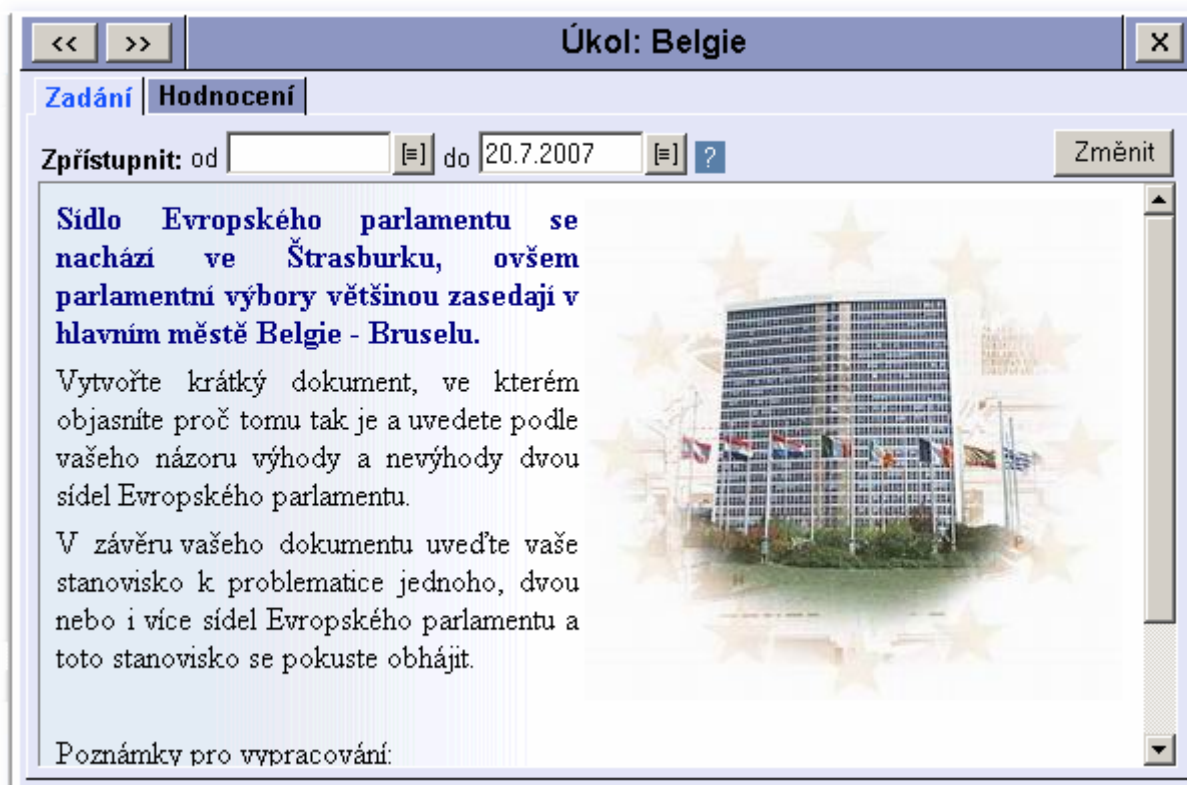 << >> Úkol: Belgie X
Zadání Hodnocení
Zpřístupnit: od [≡] do 20.7.2007 [≡] ? Změnit
Sídlo Evropského parlamentu se
nachází ve Štrasburku, ovšem
parlamentní výbory většinou zasedají v
hlavním městě Belgie - Bruselu.
Vytvořte krátký dokument, ve kterém
objasníte proč tomu tak je a uvedete podle
vašeho názoru výhody a nevýhody dvou
sídel Evropského parlamentu.
V závěru vašeho dokumentu uveďte vaše
stanovisko k problematice jednoho, dvou
nebo i více sídel Evropského parlamentu a
toto stanovisko se pokuste obhájit.
Poznámky pro vypracování: